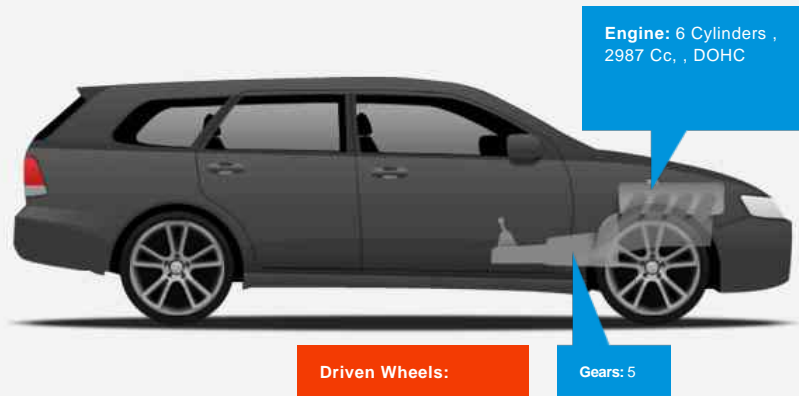 Engine: 6 Cylinders ,
2987 Cc, , DOHC
Driven Wheels:
Gears: 5